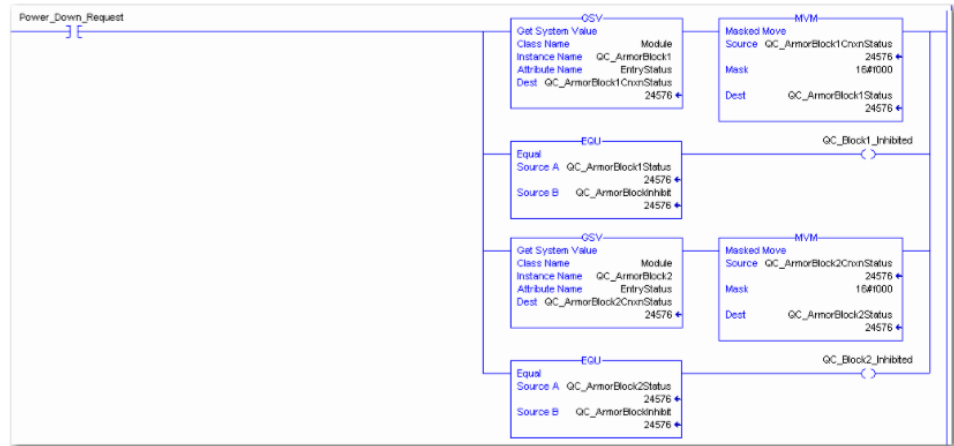 Power_Down_Request
GSV
Get System Value
Class Name Module
Instance Name QC_ArmorBlock1
Attribute Name EntryStatus
Dest QC_ArmorBlock1CnxnStatus
24576
MVM
Masked Move
Source QC_ArmorBlock1CnxnStatus
24576
Mask 16#f000
Dest QC_ArmorBlock1Status
24576
EQU
Equal
Source A QC_ArmorBlock1Status
24576
Source B QC_ArmorBlockInhibit
24576
QC_Block1_Inhibited
GSV
Get System Value
Class Name Module
Instance Name QC_ArmorBlock2
Attribute Name EntryStatus
Dest QC_ArmorBlock2CnxnStatus
24576
MVM
Masked Move
Source QC_ArmorBlock2CnxnStatus
24576
Mask 16#f000
Dest QC_ArmorBlock2Status
24576
EQU
Equal
Source A QC_ArmorBlock2Status
24576
Source B QC_ArmorBlockInhibit
24576
QC_Block2_Inhibited